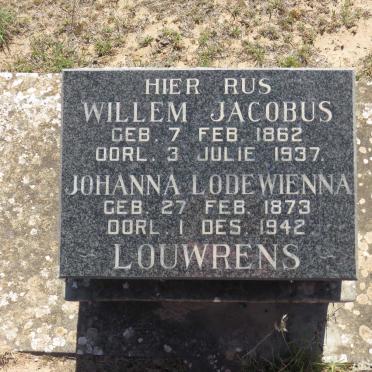 HIER RUS
WILLEM JACOBUS
GEB. 7 FEB. 1862
OORL. 3 JULIE 1937.
JOHANNA LODEWIENNA
GEB 27 FEB. 1873
OORL 1 DES. 1942
~ LOUWRENS ~